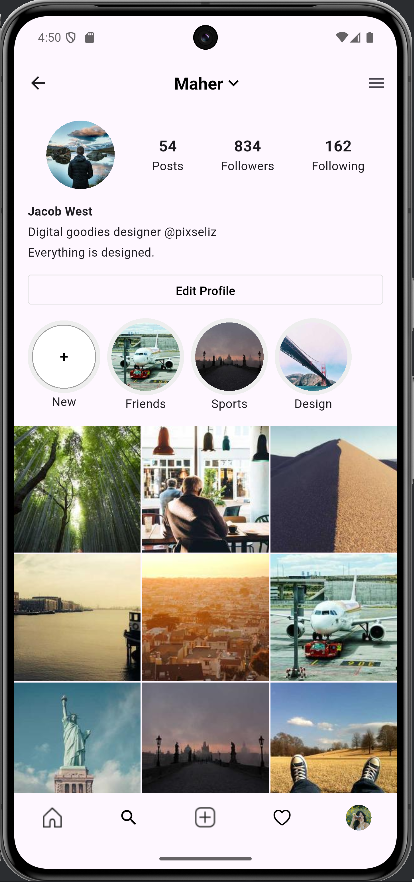 4:50
Maher
54 834 162
Posts Followers Following
Jacob West
Digital goodies designer @pixseliz
Everything is designed.
Edit Profile
+
New Friends Sports Design